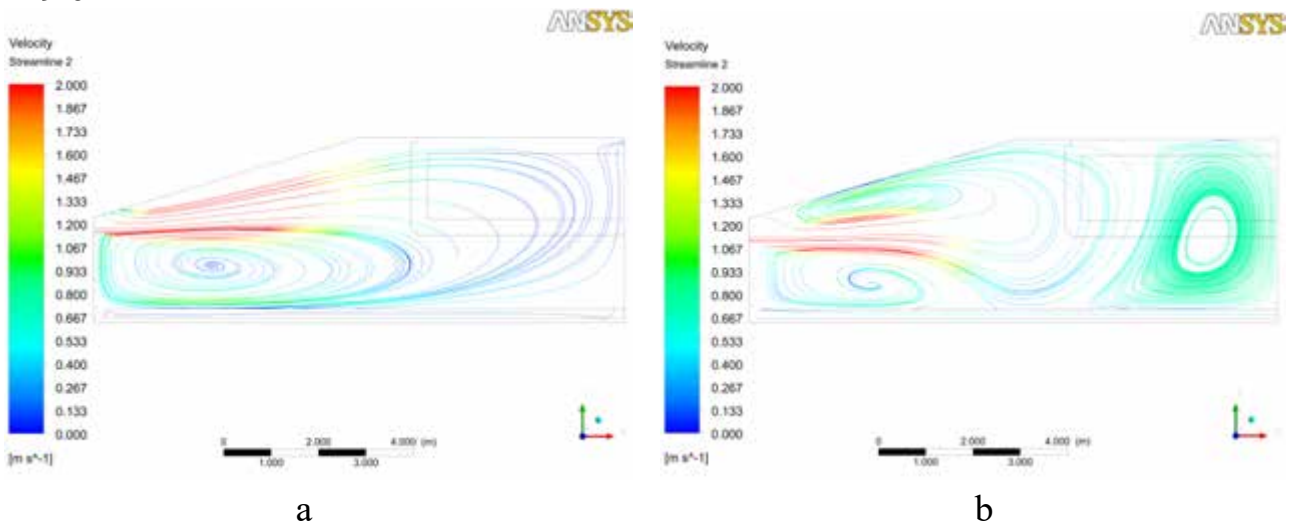 ANSYS
Velocity
Streamline 2
2.000
1.867
1.733
1.600
1.467
1.333
1.200
1.067
0.933
0.800
0.667
0.533
0.400
0.267
0.133
0.000
[m s^-1]
0 2.000 4.000 (m)
1.000 3.000
a
ANSYS
Velocity
Streamline 2
2.000
1.867
1.733
1.600
1.467
1.333
1.200
1.067
0.933
0.800
0.667
0.533
0.400
0.267
0.133
0.000
[m s^-1]
0 2.000 4.000 (m)
1.000 3.000
b